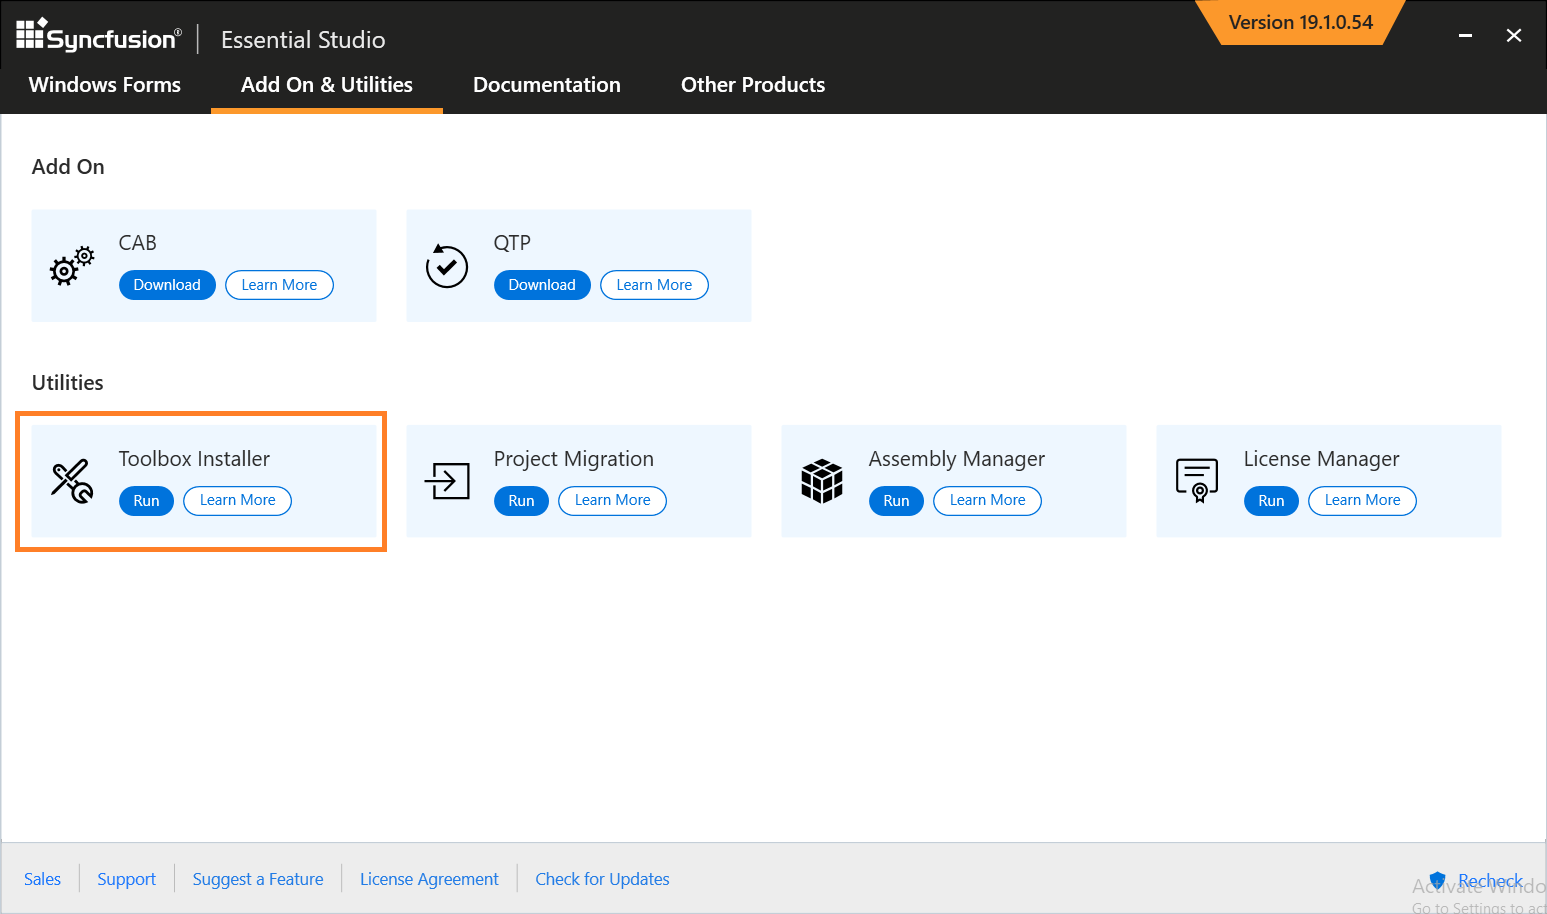 Syncfusion® Essential Studio
Version 19.1.0.54
Windows Forms Add On & Utilities Documentation Other Products
Add On
CAB
Download Learn More
QTP
Download Learn More
Utilities
Toolbox Installer
Run Learn More
Project Migration
Run Learn More
Assembly Manager
Run Learn More
License Manager
Run Learn More
Sales Support Suggest a Feature License Agreement Check for Updates
Recheck
Activate Windo
Go to Settings to act